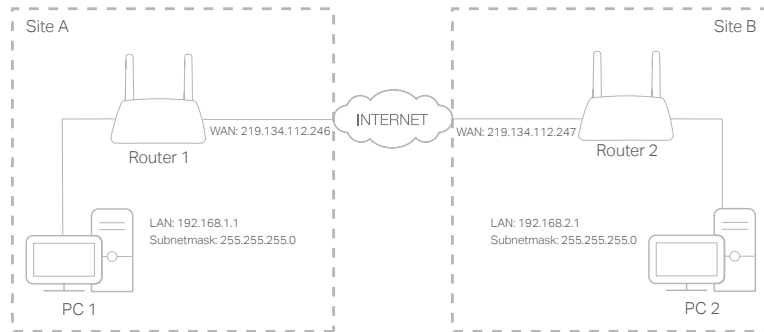 Site A
Site B
INTERNET
WAN: 219.134.112.246
WAN: 219.134.112.247
Router 1
Router 2
LAN: 192.168.1.1
Subnetmask: 255.255.255.0
LAN: 192.168.2.1
Subnetmask: 255.255.255.0
PC 1
PC 2